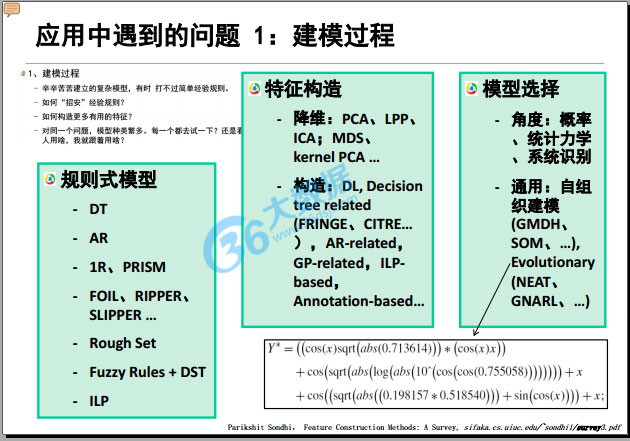 应用中遇到的问题 1：建模过程
1、建模过程
- 辛辛苦苦建立的复杂模型，有时 打不过简单经验规则。
- 如何“招安”经验规则？
- 如何构造更多有用的特征？
- 对同一个问题，模型种类繁多。每一个都去试一下？还是看
人用啥，我就跟着用啥？
规则式模型
- DT
- AR
- 1R、PRISM
- FOIL、RIPPER、
SLIPPER …
- Rough Set
- Fuzzy Rules + DST
- ILP
特征构造
- 降维：PCA、LPP、
ICA；MDS、
kernel PCA …
- 构造：DL, Decision
tree related
(FRINGE、CITRE…
），AR-related，
GP-related，ILP-
based，
Annotation-based…
模型选择
- 角度：概率
、统计力学
、系统识别
- 通用：自组
织建模
(GMDH、
SOM、…),
Evolutionary
(NEAT、
GNARL、…)
Y* = ((cos(x)sqrt(abs(0.713614))) * (cos(x)x))
+ cos(sqrt(abs(log(abs(10^(cos(cos(0.755058))))))) + x
+ cos((sqrt(abs((0.198157 * 0.518540))) + sin(cos(x)))) + x;
Parikshit Sondhi, Feature Construction Methods: A Survey, sifaka.cs.uiuc.edu/~sondhi1/survey3.pdf
36大数据